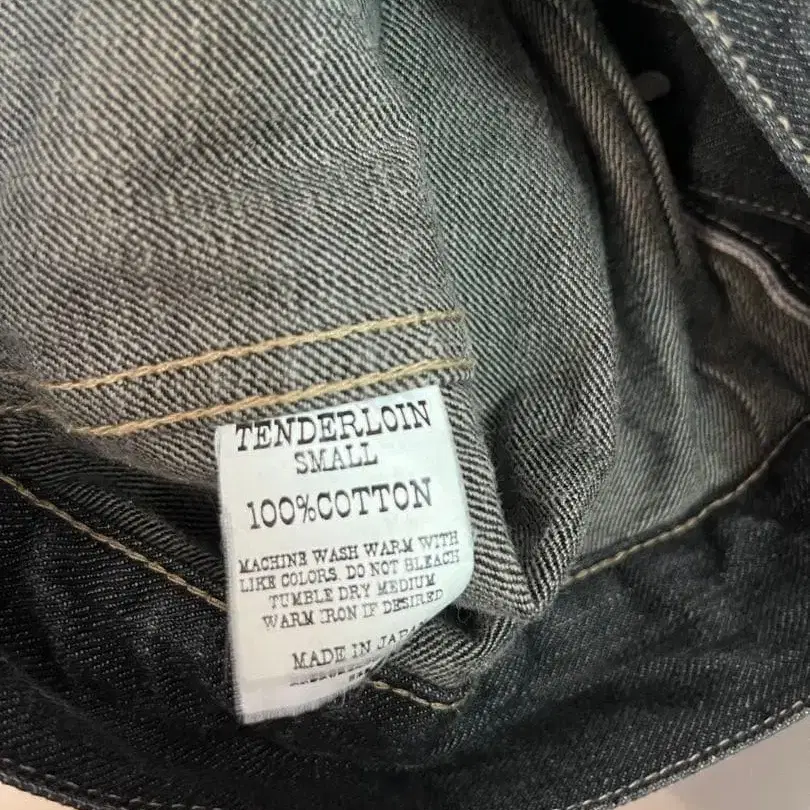 TENDERLOIN
SMALL
100%COTTON
MACHINE WASH WARM WITH
LIKE COLORS. DO NOT BLEACH
TUMBLE DRY MEDIUM
WARM IRON IF DESIRED
MADE IN JAPA